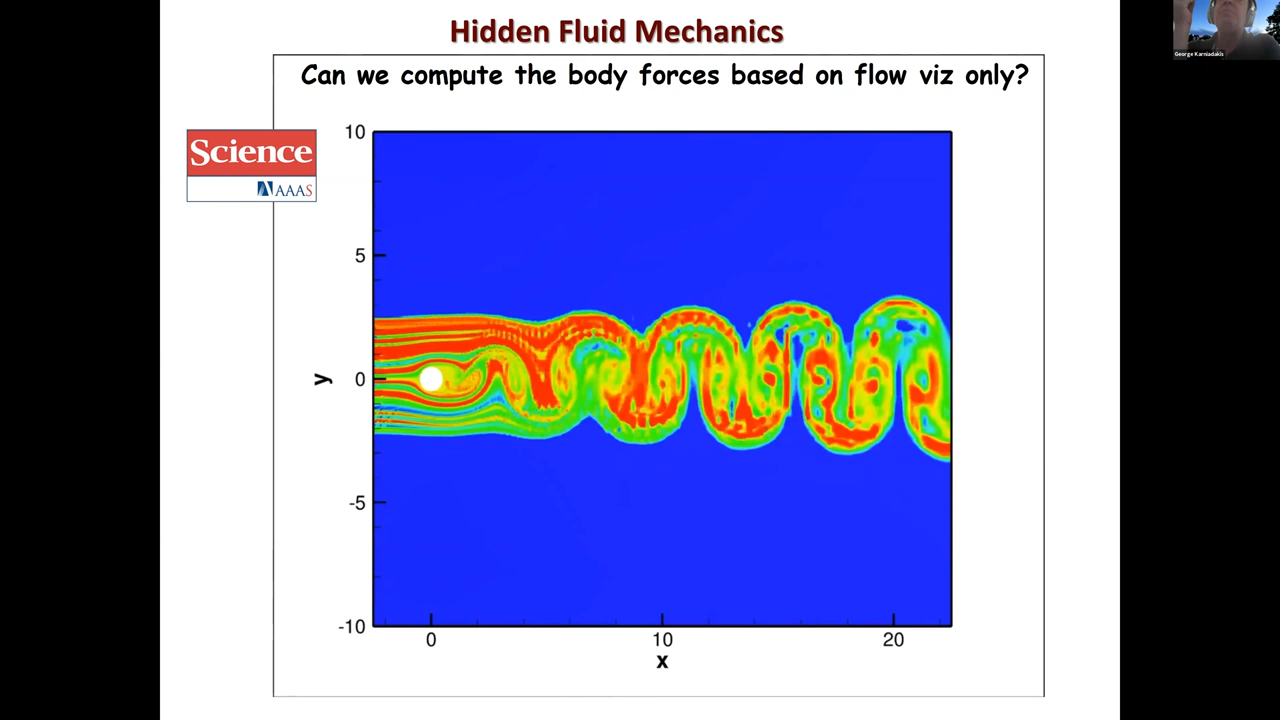 Hidden Fluid Mechanics
George Karniadakis
Can we compute the body forces based on flow viz only?
Science
AAAS
10
5
y
0
-5
-10
0
10
20
x